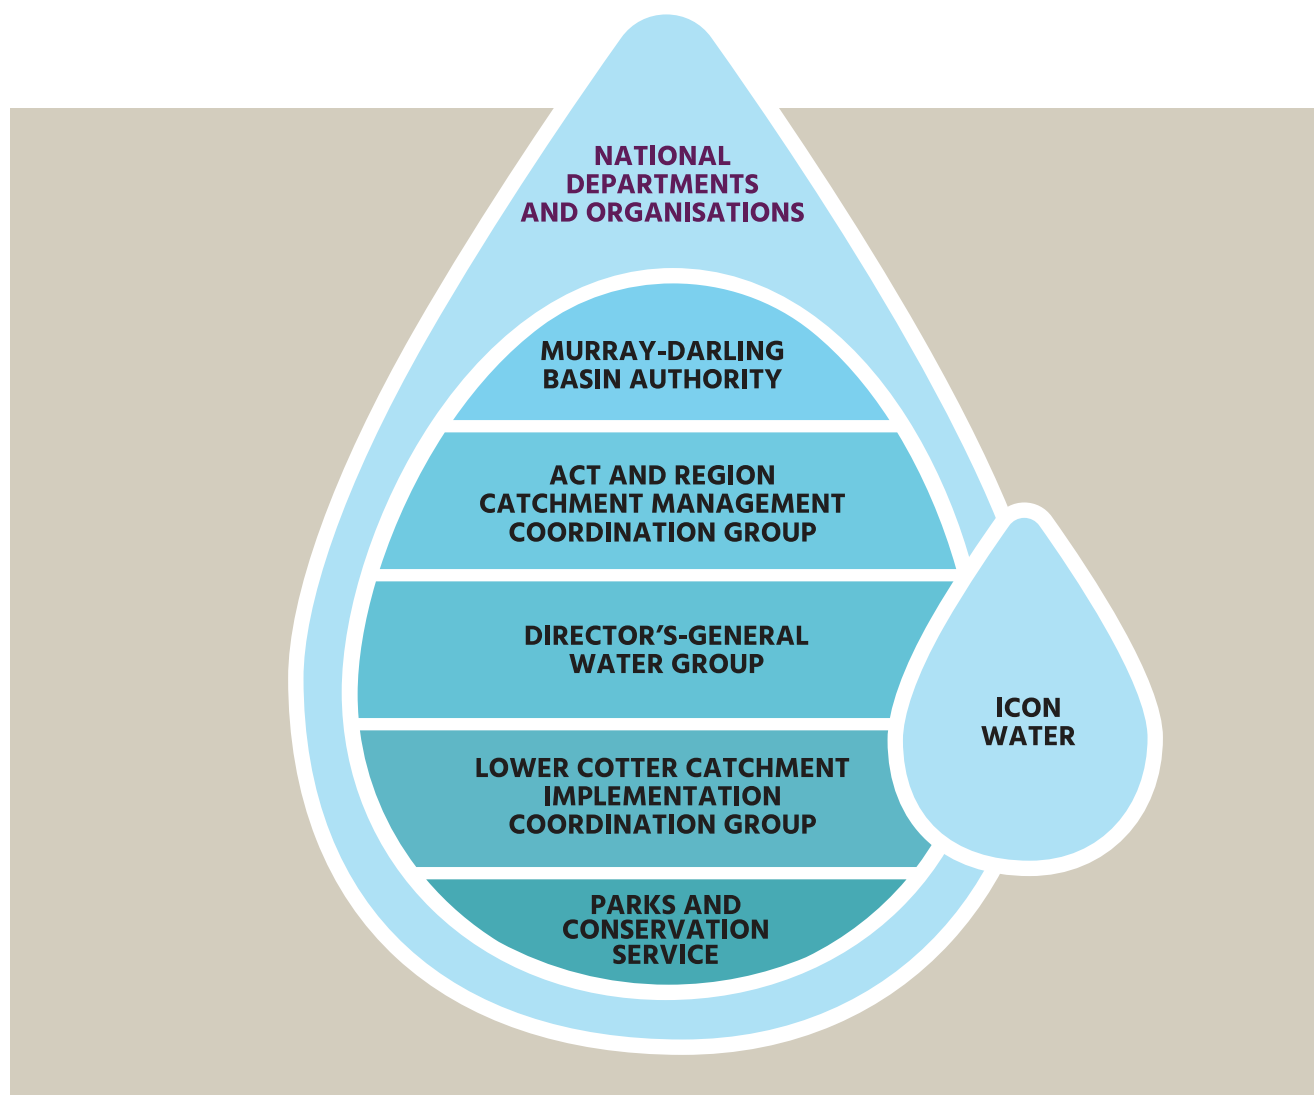 NATIONAL
DEPARTMENTS
AND ORGANISATIONS
MURRAY-DARLING
BASIN AUTHORITY
ACT AND REGION
CATCHMENT MANAGEMENT
COORDINATION GROUP
DIRECTOR’S-GENERAL
WATER GROUP
ICON
WATER
LOWER COTTER CATCHMENT
IMPLEMENTATION
COORDINATION GROUP
PARKS AND
CONSERVATION
SERVICE